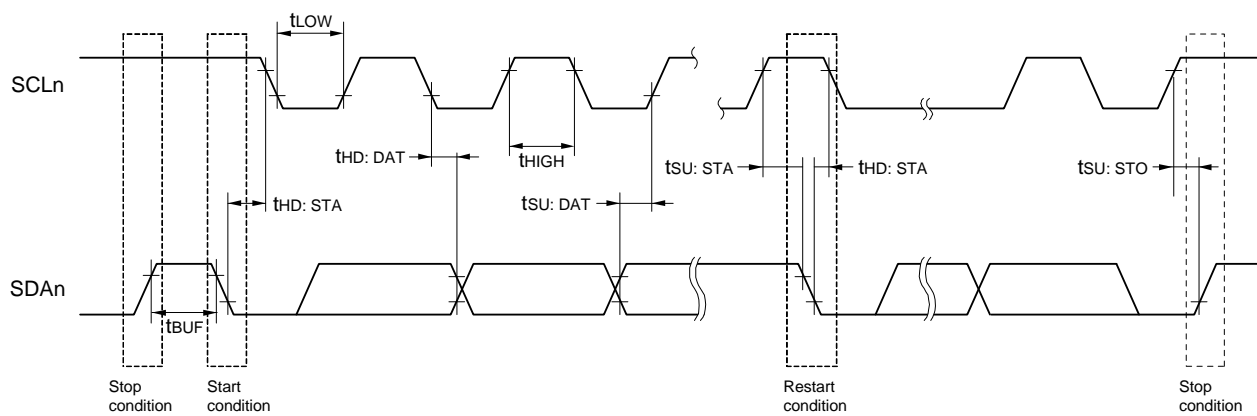 tLOW
SCLn
tHD: DAT
tHIGH
tSU: STA
tHD: STA
tSU: STO
tHD: STA
tSU: DAT
SDAn
tBUF
Stop
condition
Start
condition
Restart
condition
Stop
condition